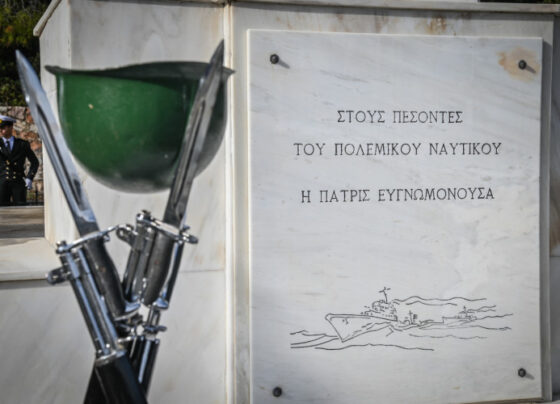 ΣΤΟΥΣ ΠΕΣΟΝΤΕΣ
ΤΟΥ ΠΟΛΕΜΙΚΟΥ ΝΑΥΤΙΚΟΥ
Η ΠΑΤΡΙΣ ΕΥΓΝΩΜΟΝΟΥΣΑ